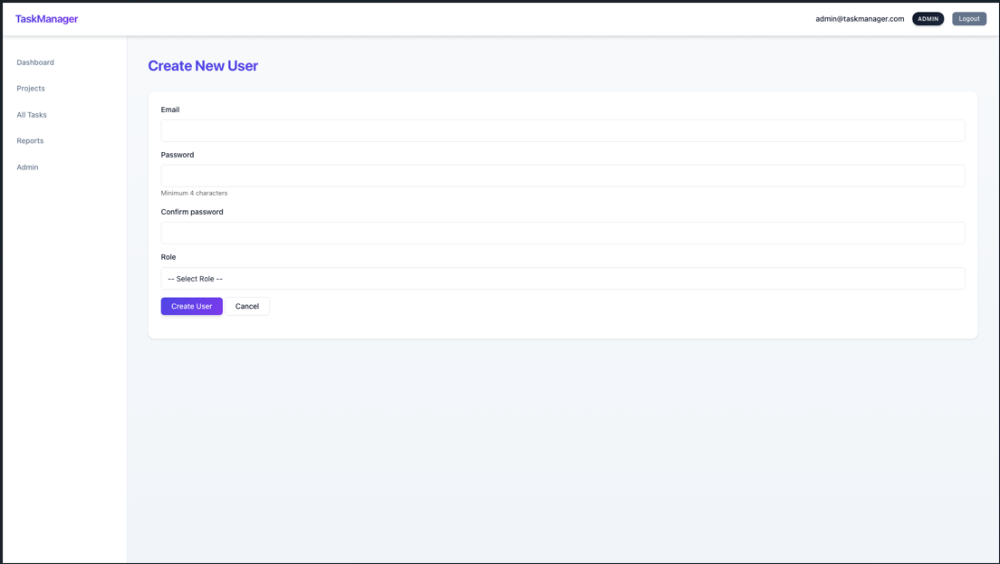 TaskManager
admin@taskmanager.com ADMIN Logout
Dashboard
Projects
All Tasks
Reports
Admin
Create New User
Email
Password
Minimum 4 characters
Confirm password
Role
-- Select Role --
Create User Cancel